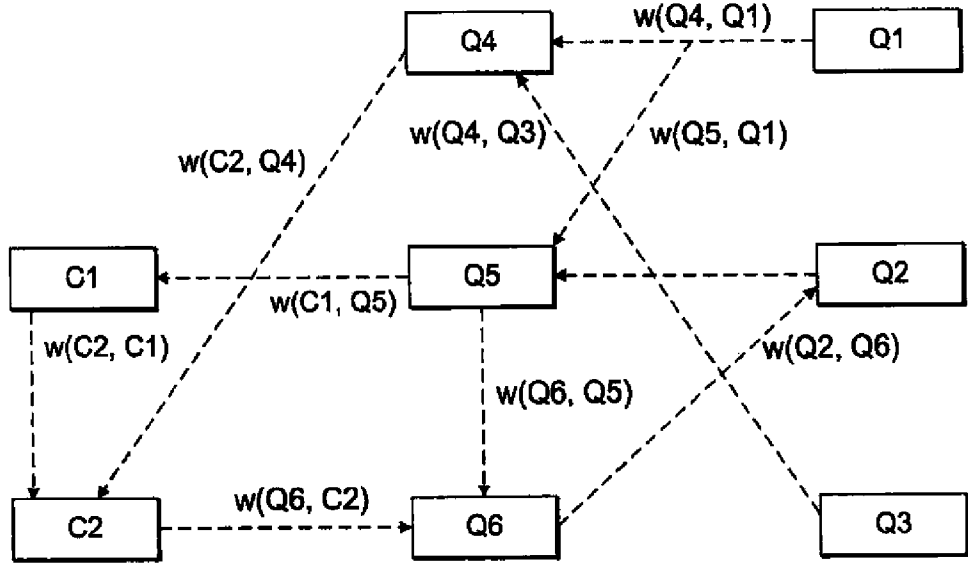 w(Q4, Q1)
Q4
Q1
w(Q4, Q3)
w(Q5, Q1)
w(C2, Q4)
C1
Q5
Q2
w(C1, Q5)
w(C2, C1)
w(Q2, Q6)
w(Q6, Q5)
w(Q6, C2)
C2
Q6
Q3